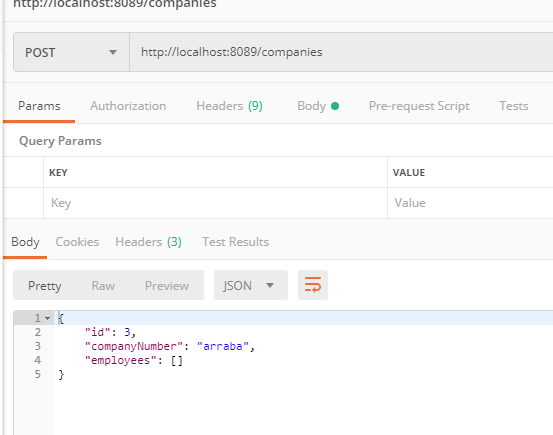 http://localhost:8089/companies
POST http://localhost:8089/companies
Params Authorization Headers (9) Body Pre-request Script Tests
Query Params
KEY VALUE
Key Value
Body Cookies Headers (3) Test Results
Pretty Raw Preview JSON
1 {
2 "id": 3,
3 "companyNumber": "arraba",
4 "employees": []
5 }